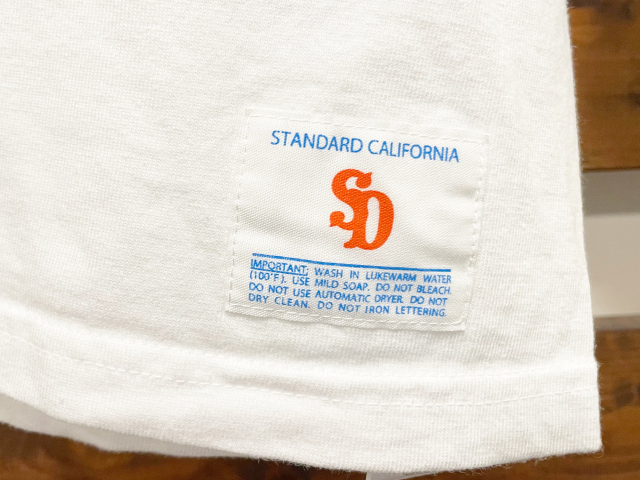 STANDARD CALIFORNIA
SD
IMPORTANT: WASH IN LUKEWARM WATER
(100°F). USE MILD SOAP. DO NOT BLEACH.
DO NOT USE AUTOMATIC DRYER. DO NOT
DRY CLEAN. DO NOT IRON LETTERING.